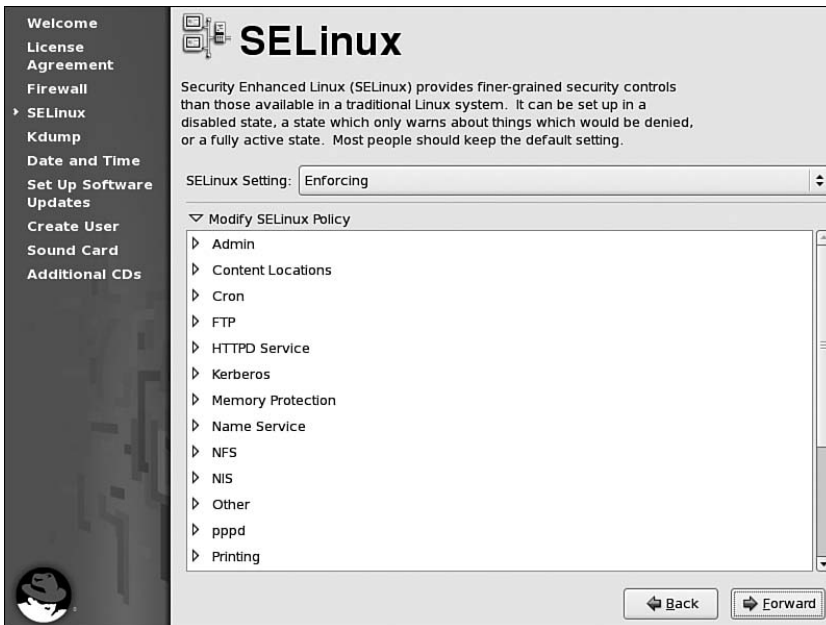 Welcome
License
Agreement
Firewall
SELinux
Kdump
Date and Time
Set Up Software
Updates
Create User
Sound Card
Additional CDs
SELinux
Security Enhanced Linux (SELinux) provides finer-grained security controls
than those available in a traditional Linux system. It can be set up in a
disabled state, a state which only warns about things which would be denied,
or a fully active state. Most people should keep the default setting.
SELinux Setting: Enforcing
Modify SELinux Policy
Admin
Content Locations
Cron
FTP
HTTPD Service
Kerberos
Memory Protection
Name Service
NFS
NIS
Other
pppd
Printing
Back
Forward